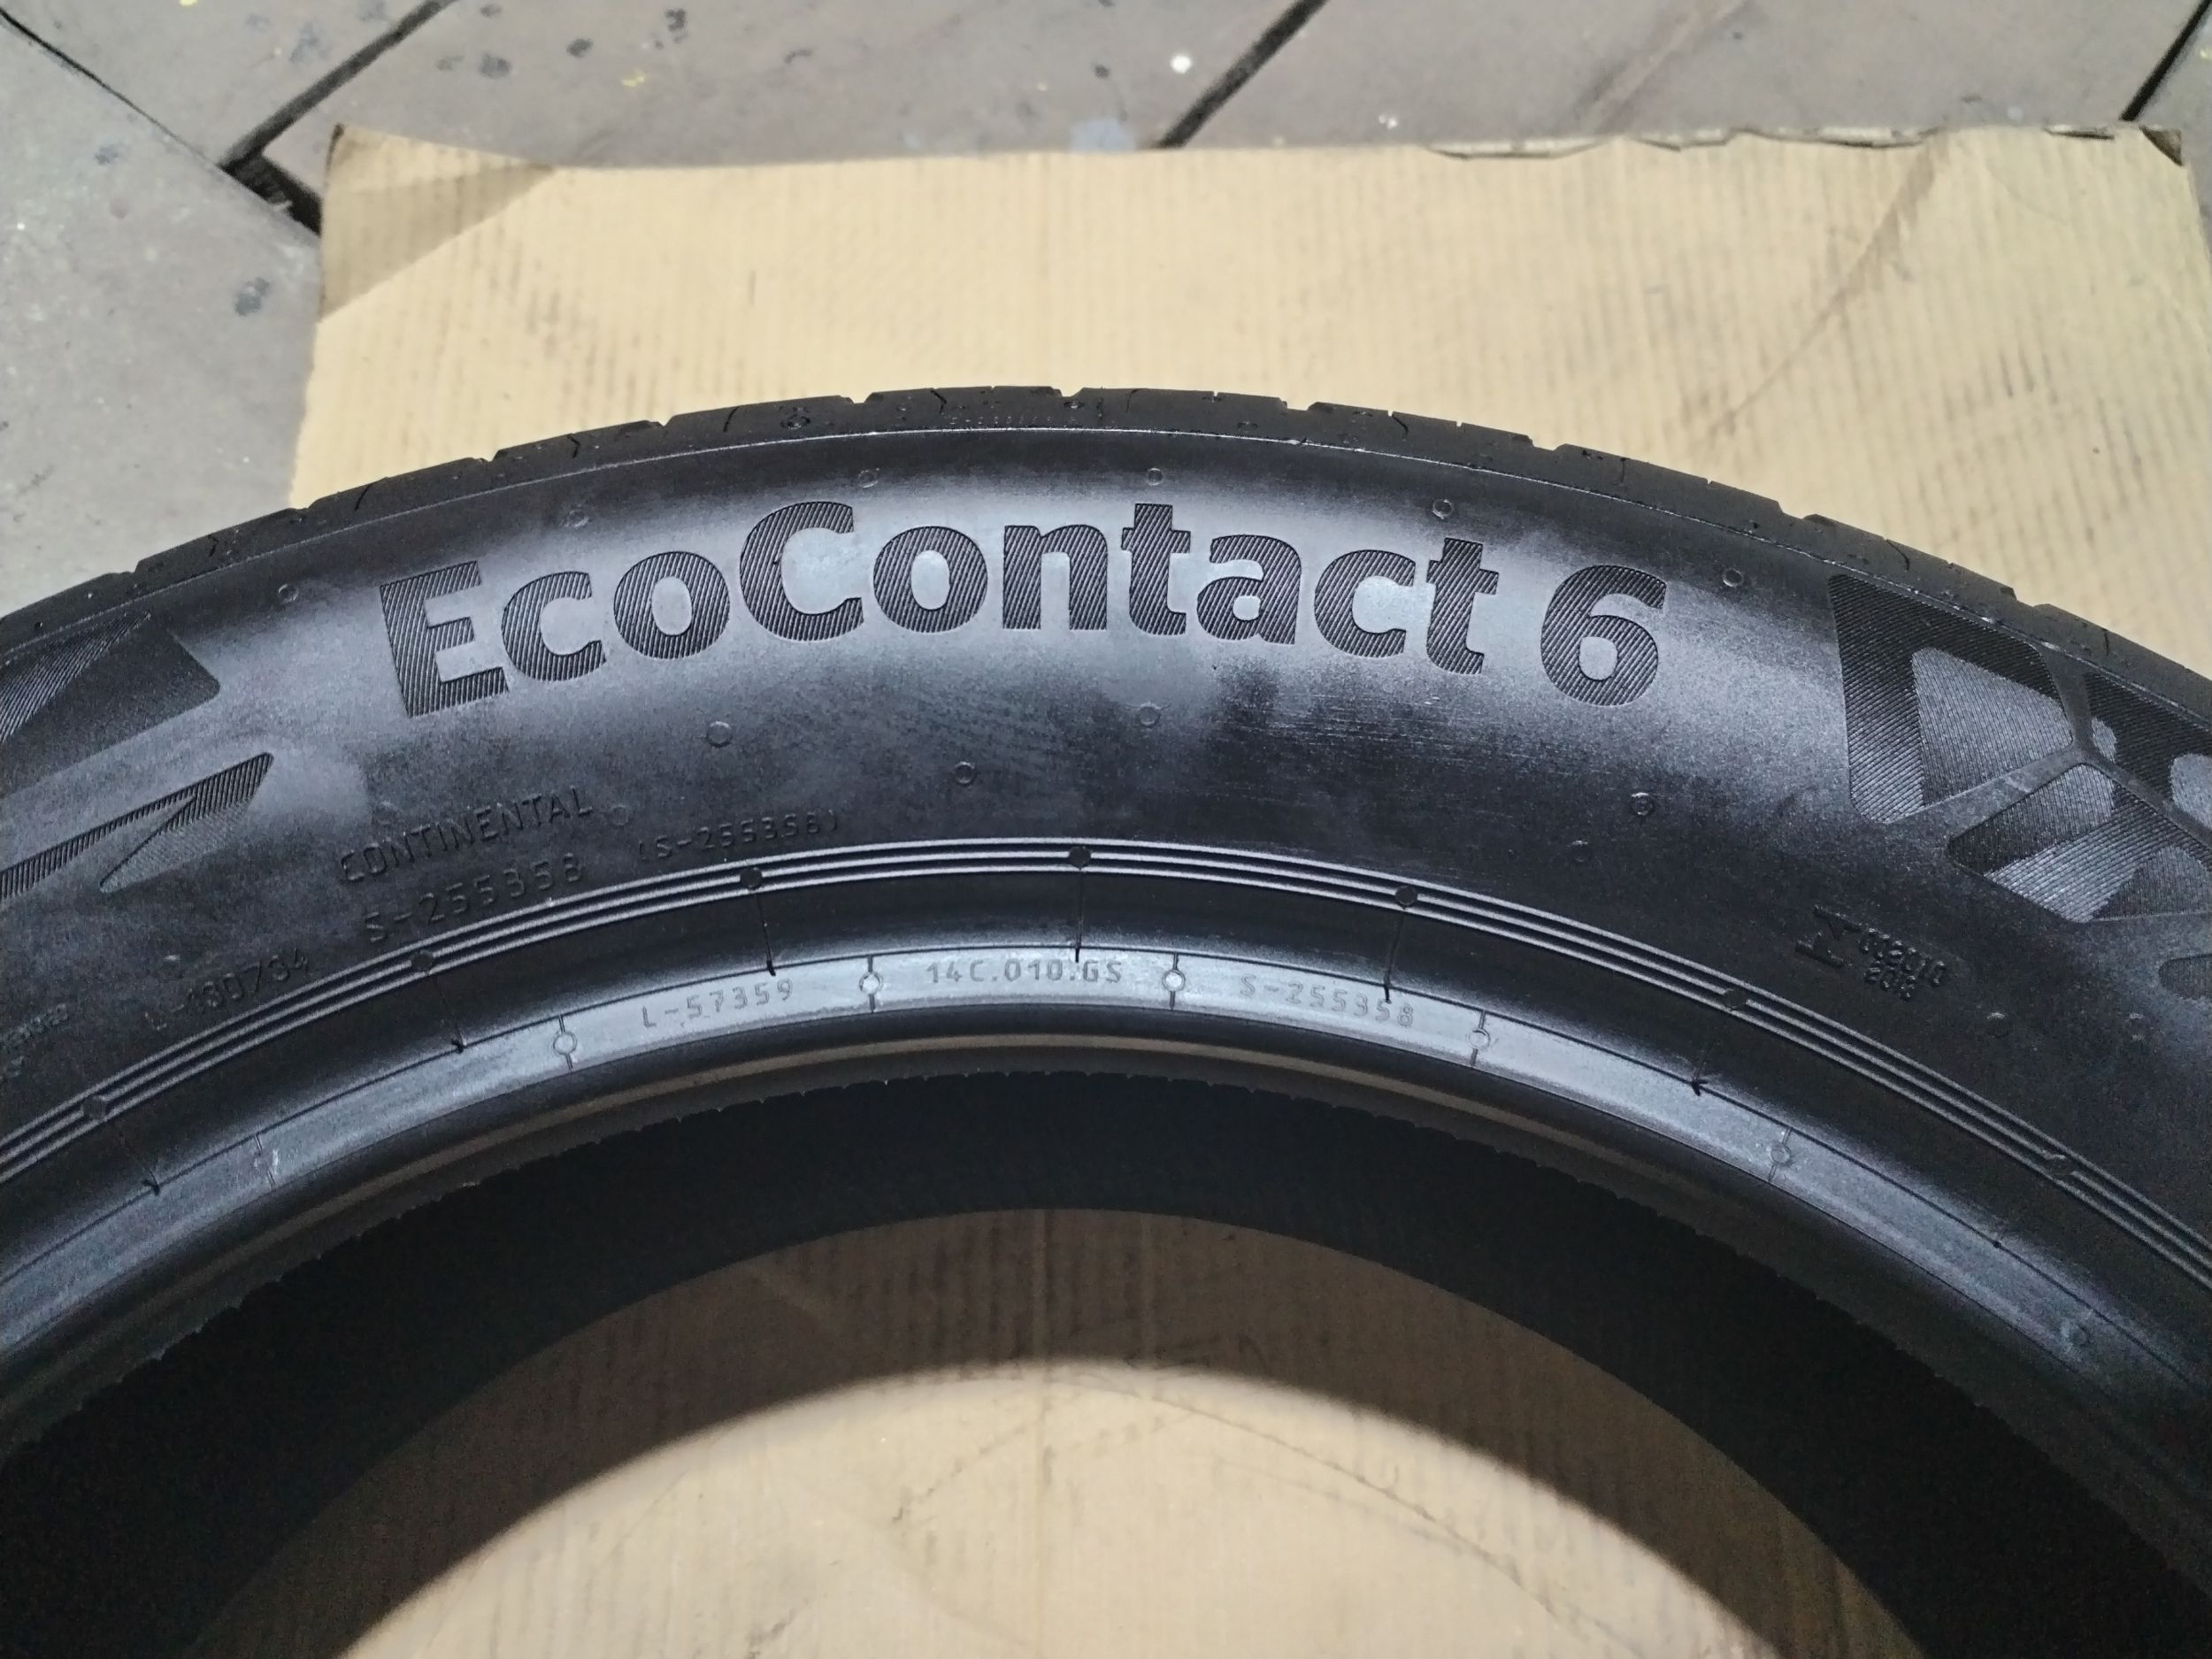 EcoContact 6
CONTINENTAL
S-255358
(S-255358)
L-57359
14C.010.GS
S-255358